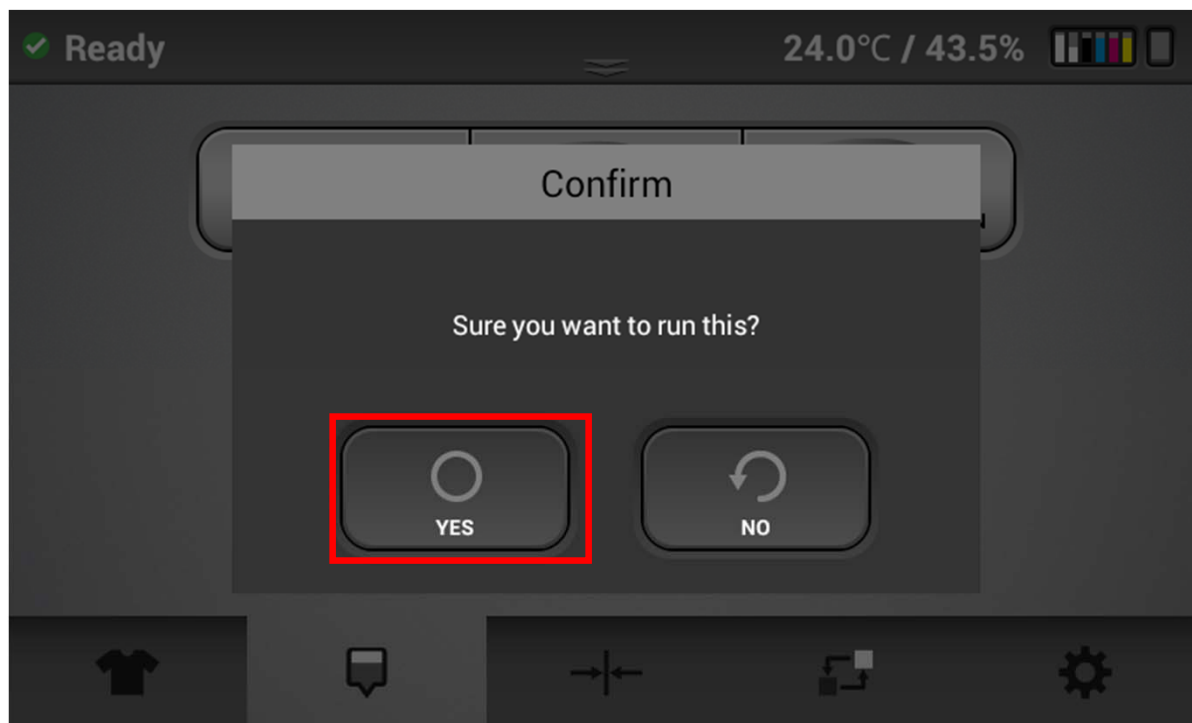 Ready
24.0℃ / 43.5%
Confirm
N
Sure you want to run this?
YES
NO